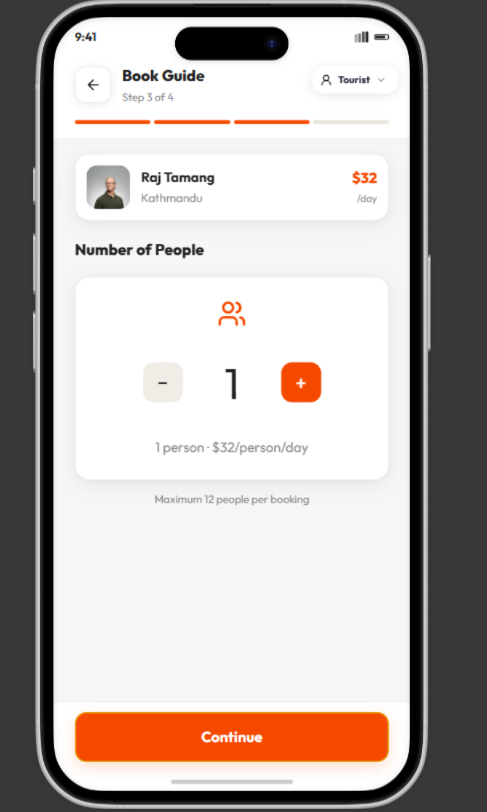 9:41
Book Guide
Step 3 of 4
Tourist
Raj Tamang
Kathmandu
$32
/day
Number of People
−
1
+
1 person · $32/person/day
Maximum 12 people per booking
Continue